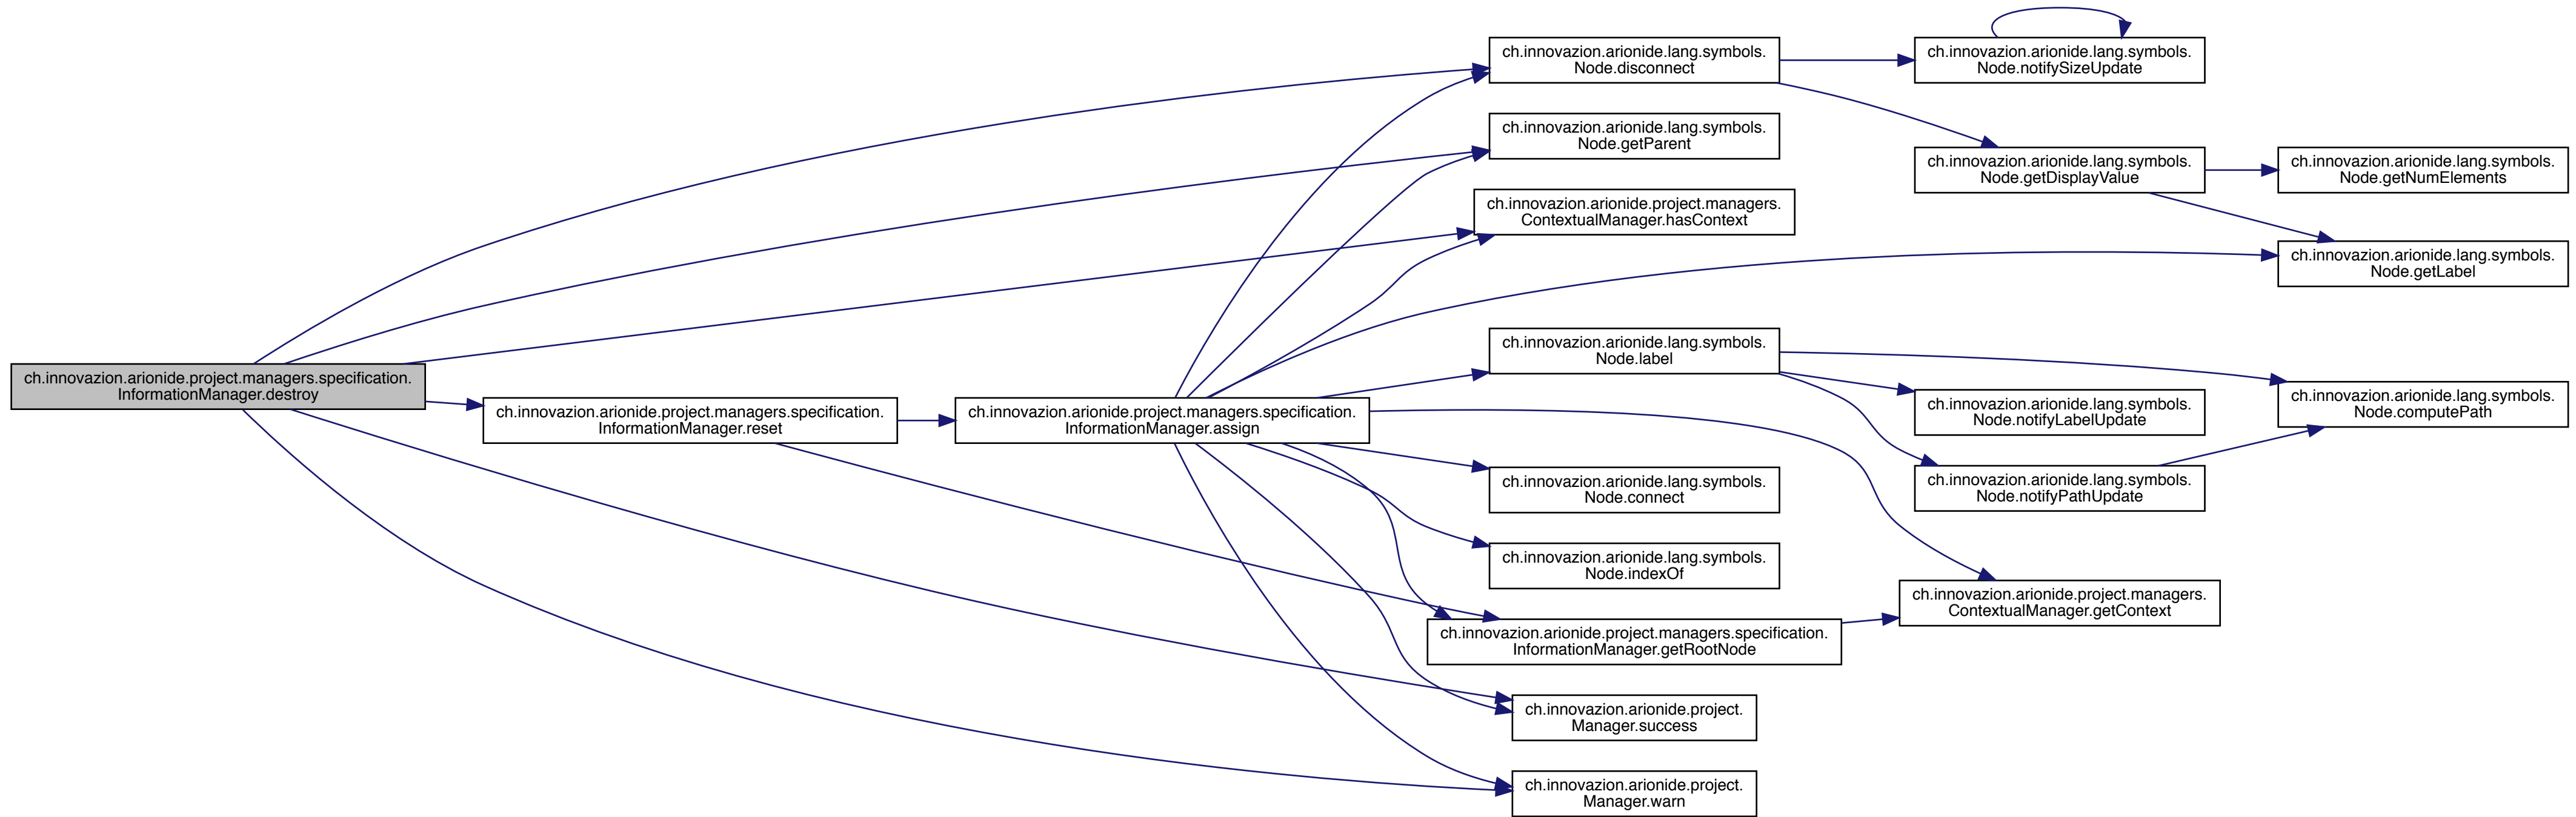 ch.innovazion.arionide.project.managers.specification.
InformationManager.destroy
ch.innovazion.arionide.project.managers.specification.
InformationManager.reset
ch.innovazion.arionide.project.managers.specification.
InformationManager.assign
ch.innovazion.arionide.lang.symbols.
Node.disconnect
ch.innovazion.arionide.lang.symbols.
Node.getParent
ch.innovazion.arionide.project.managers.
ContextualManager.hasContext
ch.innovazion.arionide.lang.symbols.
Node.label
ch.innovazion.arionide.lang.symbols.
Node.connect
ch.innovazion.arionide.lang.symbols.
Node.indexOf
ch.innovazion.arionide.project.managers.specification.
InformationManager.getRootNode
ch.innovazion.arionide.project.
Manager.success
ch.innovazion.arionide.project.
Manager.warn
ch.innovazion.arionide.lang.symbols.
Node.notifySizeUpdate
ch.innovazion.arionide.lang.symbols.
Node.getDisplayValue
ch.innovazion.arionide.lang.symbols.
Node.notifyLabelUpdate
ch.innovazion.arionide.lang.symbols.
Node.notifyPathUpdate
ch.innovazion.arionide.project.managers.
ContextualManager.getContext
ch.innovazion.arionide.lang.symbols.
Node.getNumElements
ch.innovazion.arionide.lang.symbols.
Node.getLabel
ch.innovazion.arionide.lang.symbols.
Node.computePath